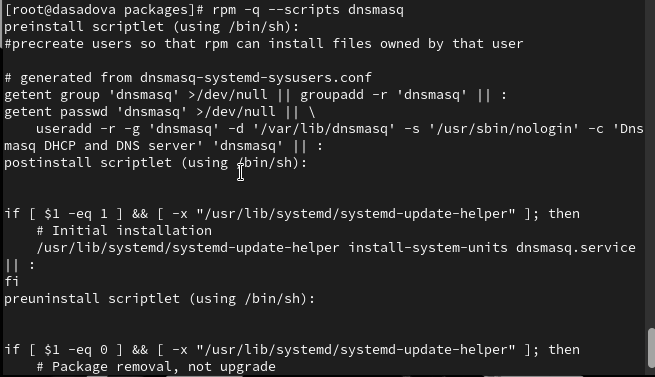 [root@dasadova packages]# rpm -q --scripts dnsmasq
preinstall scriptlet (using /bin/sh):
#precreate users so that rpm can install files owned by that user
# generated from dnsmasq-systemd-sysusers.conf
getent group 'dnsmasq' >/dev/null || groupadd -r 'dnsmasq' || :
getent passwd 'dnsmasq' >/dev/null || \
    useradd -r -g 'dnsmasq' -d '/var/lib/dnsmasq' -s '/usr/sbin/nologin' -c 'Dns
masq DHCP and DNS server' 'dnsmasq' || :
postinstall scriptlet (using /bin/sh):
if [ $1 -eq 1 ] && [ -x "/usr/lib/systemd/systemd-update-helper" ]; then
    # Initial installation
    /usr/lib/systemd/systemd-update-helper install-system-units dnsmasq.service
|| :
fi
preuninstall scriptlet (using /bin/sh):
if [ $1 -eq 0 ] && [ -x "/usr/lib/systemd/systemd-update-helper" ]; then
    # Package removal, not upgrade